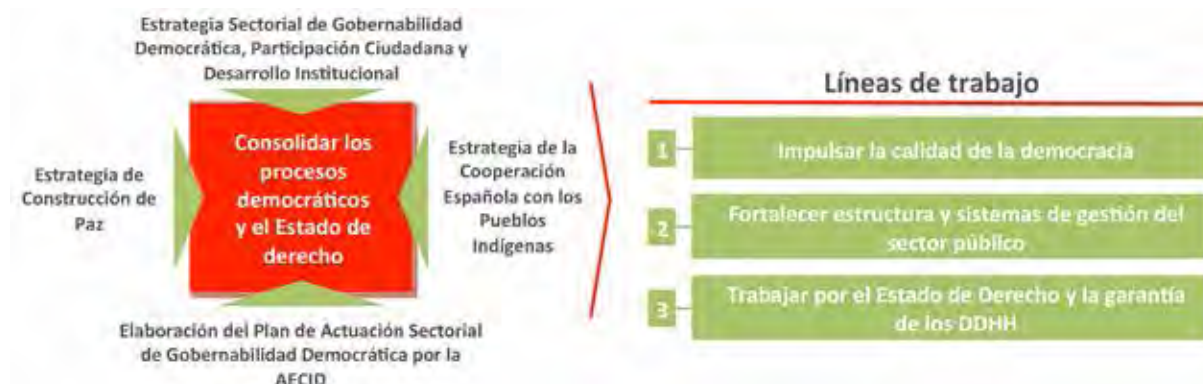 Estrategia Sectorial de Gobernabilidad
Democrática, Participación Ciudadana y
Desarrollo Institucional
Estrategia de
Construcción de
Paz
Consolidar los
procesos
democráticos
y el Estado de
derecho
Estrategia de la
Cooperación
Española con los
Pueblos
Indígenas
Elaboración del Plan de Actuación Sectorial
de Gobernabilidad Democrática por la
AECID
Líneas de trabajo
1 Impulsar la calidad de la democracia
2 Fortalecer estructura y sistemas de gestión del
sector público
3 Trabajar por el Estado de Derecho y la garantía
de los DDHH